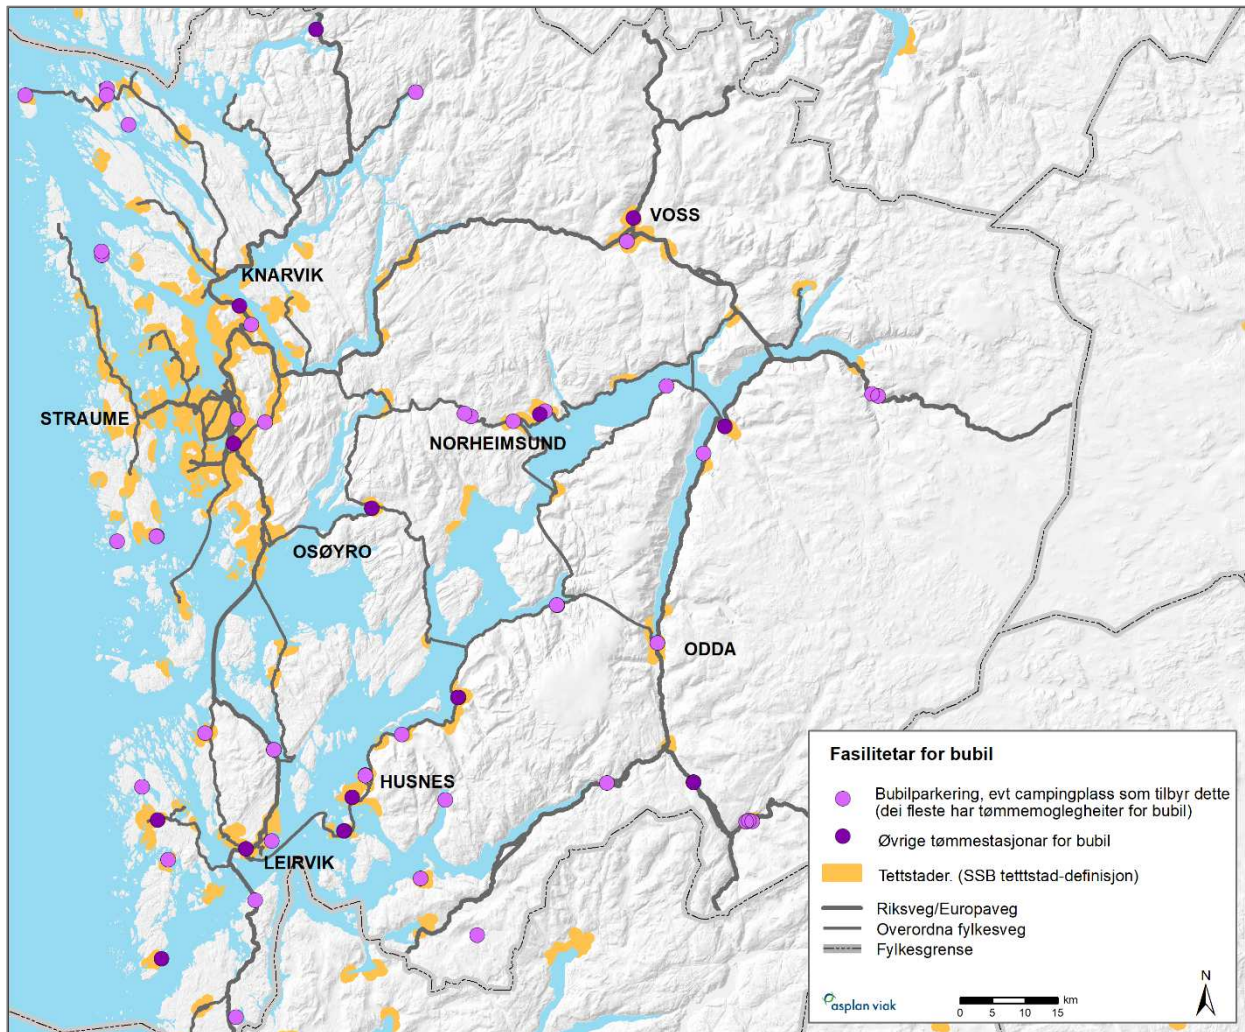 VOSS
KNARVIK
STRAUME
NORHEIMSUND
OSØYRO
ODDA
HUSNES
LEIRVIK
Fasilitetar for bubil
Bubilparkering, evt campingplass som tilbyr dette
(dei fleste har tømmemoglegheiter for bubil)
Øvrige tømmestasjonar for bubil
Tettstader. (SSB tetttstad-definisjon)
Riksveg/Europaveg
Overordna fylkesveg
Fylkesgrense
N
asplan viak
km
0 5 10 15